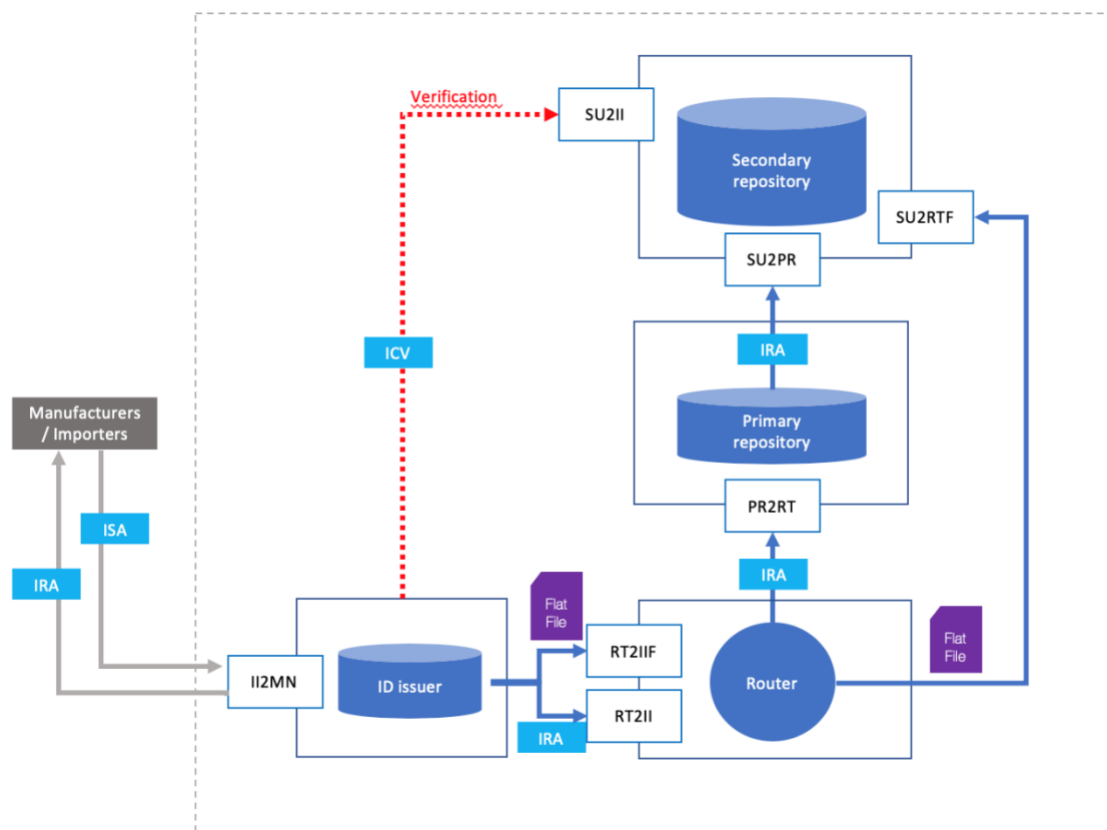 Verification
SU2II
Secondary
repository
SU2RTF
SU2PR
ICV
IRA
Manufacturers
/ Importers
Primary
repository
PR2RT
ISA
IRA
IRA
Flat
File
Flat
File
RT2IIF
II2MN
ID issuer
Router
RT2II
IRA